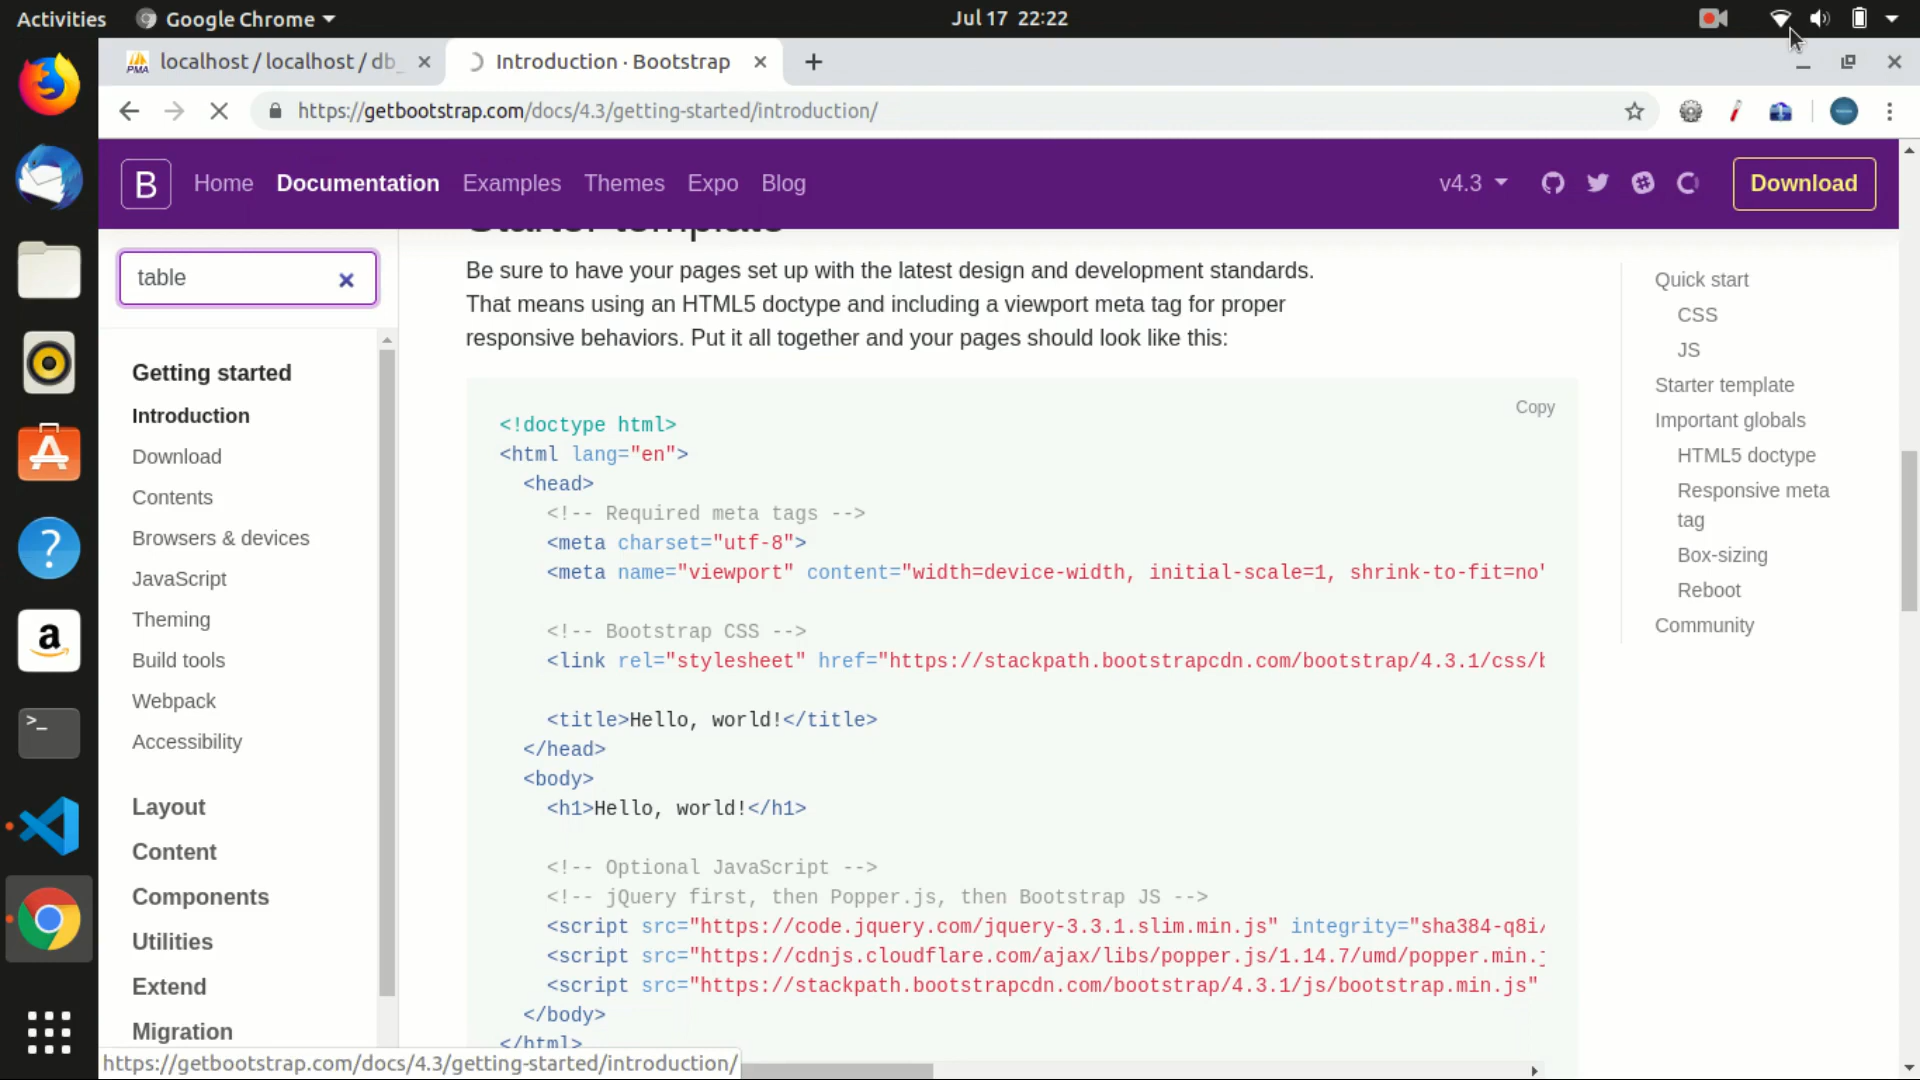 Activities
Google Chrome
Jul 17 22:22
localhost / localhost / db_
Introduction · Bootstrap
https://getbootstrap.com/docs/4.3/getting-started/introduction/
B
Home
Documentation
Examples
Themes
Expo
Blog
v4.3
Download
table
Getting started
Introduction
Download
Contents
Browsers & devices
JavaScript
Theming
Build tools
Webpack
Accessibility
Layout
Content
Components
Utilities
Extend
Migration
Starter template
Be sure to have your pages set up with the latest design and development standards.
That means using an HTML5 doctype and including a viewport meta tag for proper
responsive behaviors. Put it all together and your pages should look like this:
Copy
<!doctype html>
<html lang="en">
<head>
<!-- Required meta tags -->
<meta charset="utf-8">
<meta name="viewport" content="width=device-width, initial-scale=1, shrink-to-fit=no"
<!-- Bootstrap CSS -->
<link rel="stylesheet" href="https://stackpath.bootstrapcdn.com/bootstrap/4.3.1/css/b
<title>Hello, world!</title>
</head>
<body>
<h1>Hello, world!</h1>
<!-- Optional JavaScript -->
<!-- jQuery first, then Popper.js, then Bootstrap JS -->
<script src="https://code.jquery.com/jquery-3.3.1.slim.min.js" integrity="sha384-q8i/
<script src="https://cdnjs.cloudflare.com/ajax/libs/popper.js/1.14.7/umd/popper.min.j
<script src="https://stackpath.bootstrapcdn.com/bootstrap/4.3.1/js/bootstrap.min.js"
</body>
</html>
Quick start
CSS
JS
Starter template
Important globals
HTML5 doctype
Responsive meta
tag
Box-sizing
Reboot
Community
https://getbootstrap.com/docs/4.3/getting-started/introduction/